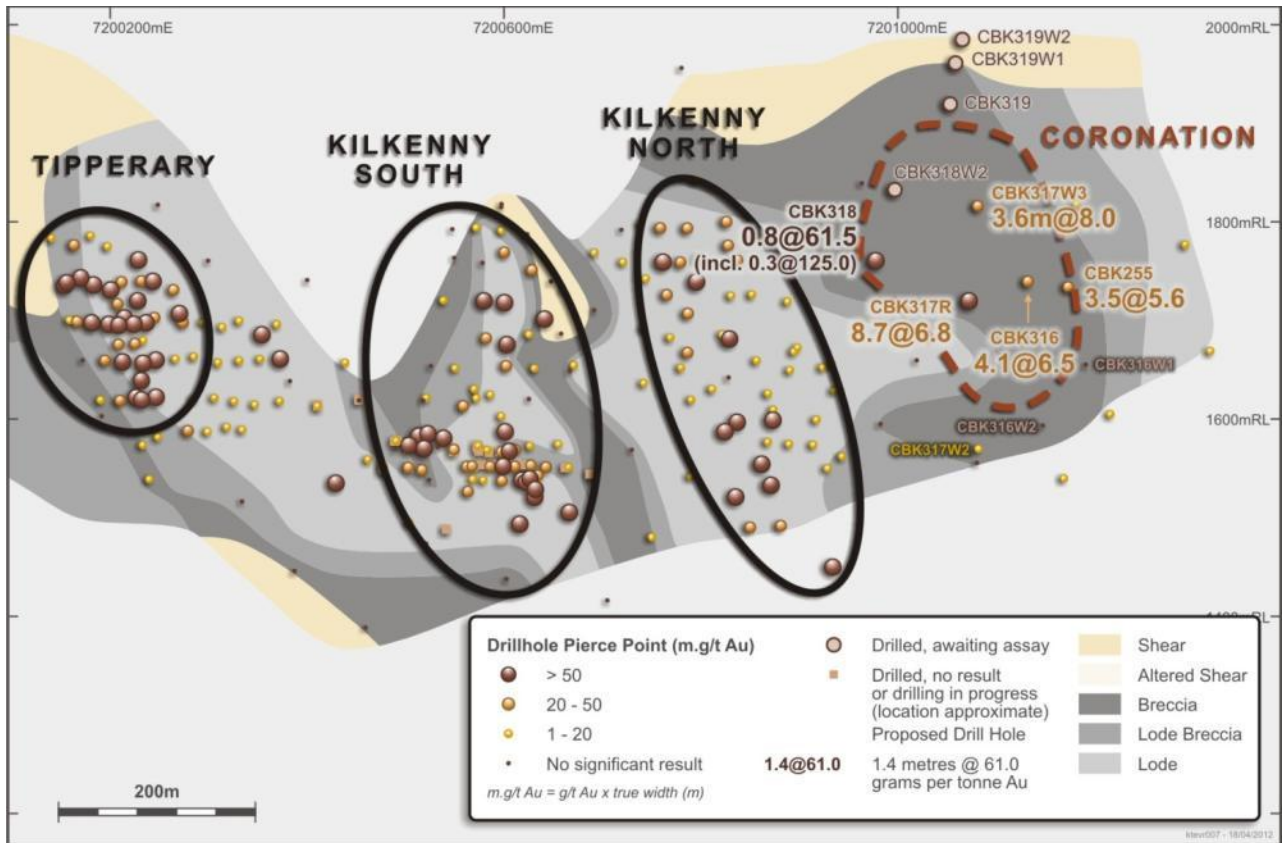 7200200mE
7200600mE
7201000mE
2000mRL
CBK319W2
CBK319W1
CBK319
TIPPERARY
KILKENNY
SOUTH
KILKENNY
NORTH
CORONATION
CBK318W2
CBK317W3
3.6m@8.0
CBK318
0.8@61.5
(incl. 0.3@125.0)
1800mRL
CBK255
3.5@5.6
CBK317R
8.7@6.8
CBK316
4.1@6.5
CBK316W1
1600mRL
CBK316W2
CBK317W2
1400mRL
Drillhole Pierce Point (m.g/t Au)
> 50
20 - 50
1 - 20
No significant result
m.g/t Au = g/t Au x true width (m)
Drilled, awaiting assay
Drilled, no result
or drilling in progress
(location approximate)
Proposed Drill Hole
1.4@61.0
1.4 metres @ 61.0
grams per tonne Au
Shear
Altered Shear
Breccia
Lode Breccia
Lode
200m